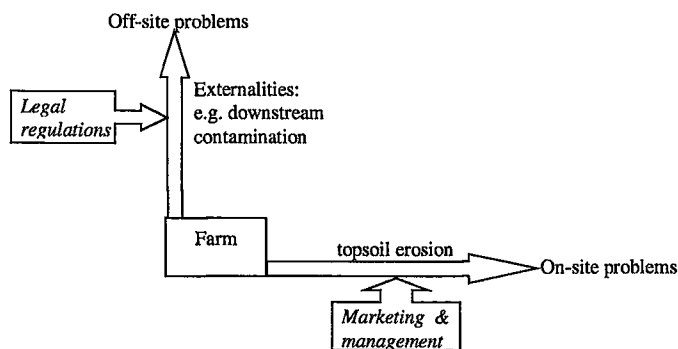 Off-site problems
Externalities:
e.g. downstream
contamination
Legal
regulations
Farm
topsoil erosion
On-site problems
Marketing &
management